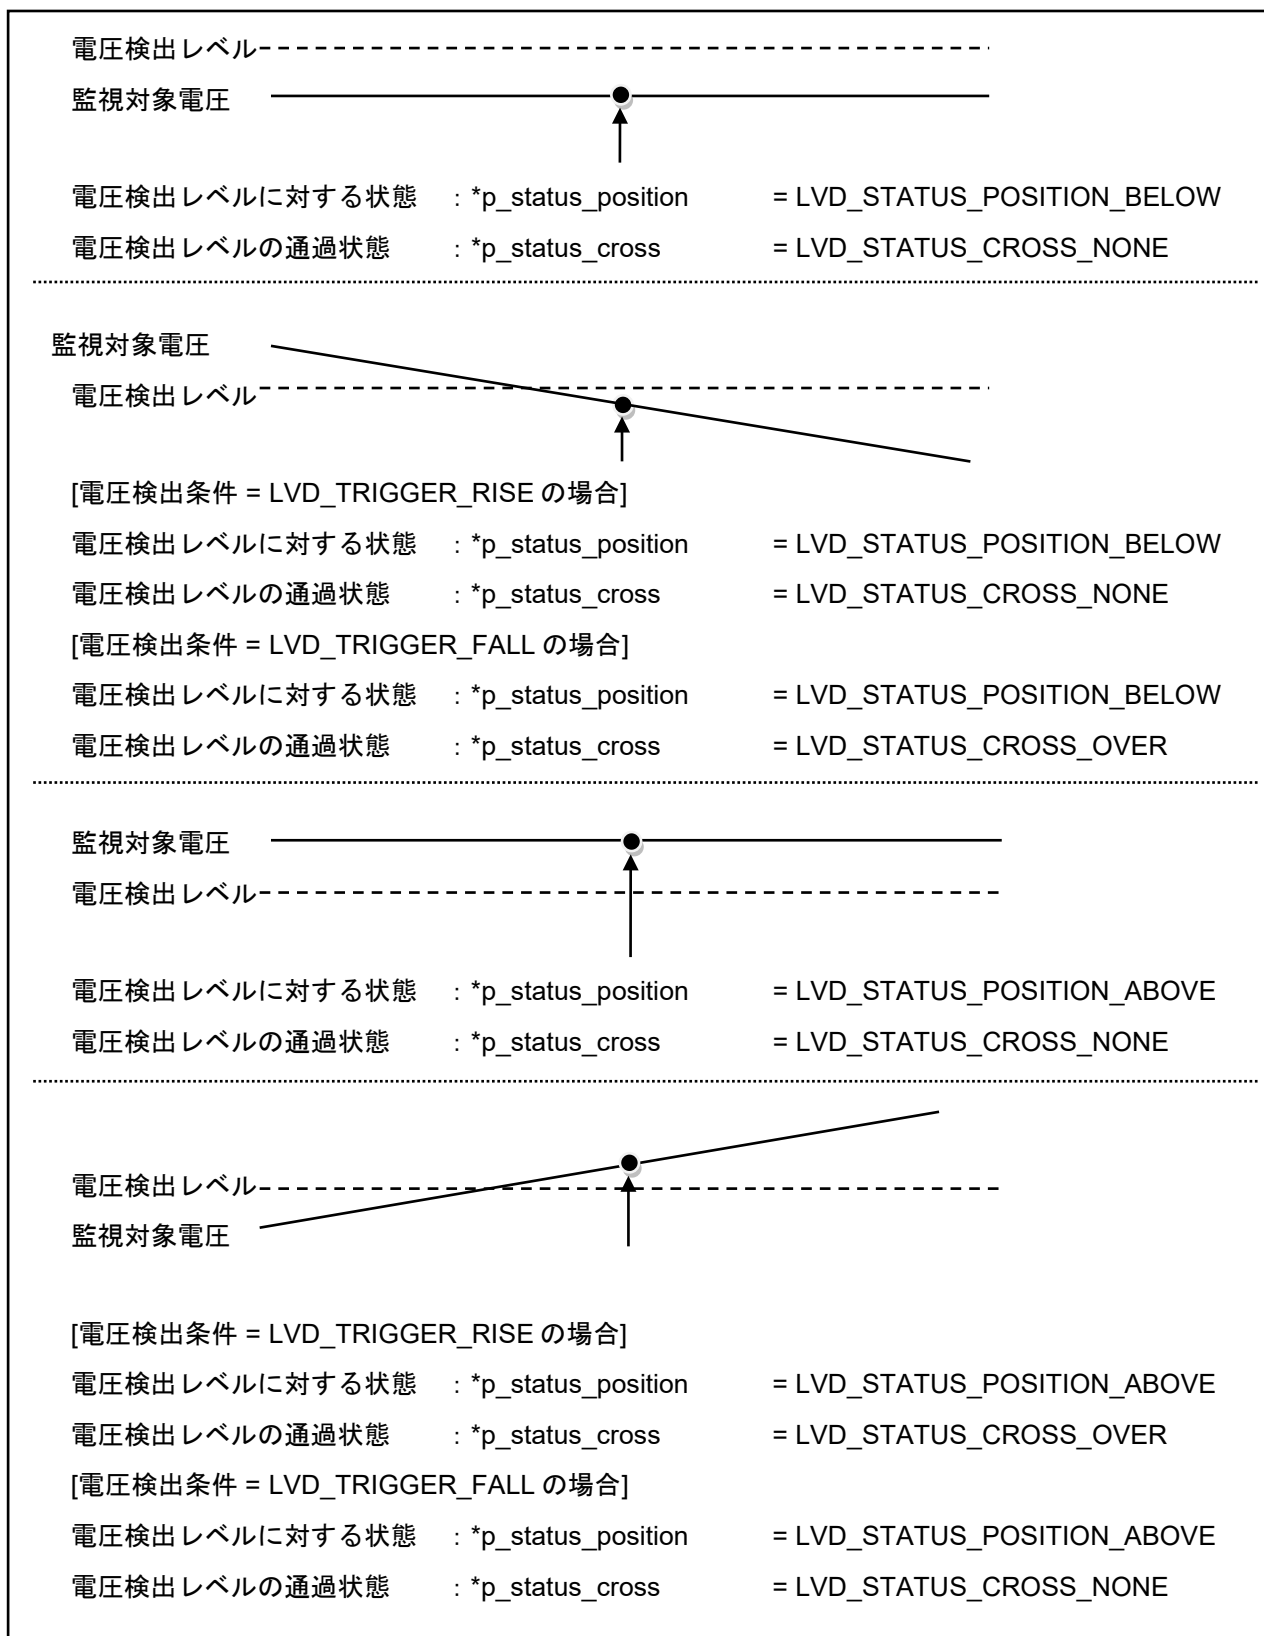 電圧検出レベル
監視対象電圧
電圧検出レベルに対する状態 : *p_status_position = LVD_STATUS_POSITION_BELOW
電圧検出レベルの通過状態 : *p_status_cross = LVD_STATUS_CROSS_NONE
監視対象電圧
電圧検出レベル
[電圧検出条件 = LVD_TRIGGER_RISE の場合]
電圧検出レベルに対する状態 : *p_status_position = LVD_STATUS_POSITION_BELOW
電圧検出レベルの通過状態 : *p_status_cross = LVD_STATUS_CROSS_NONE
[電圧検出条件 = LVD_TRIGGER_FALL の場合]
電圧検出レベルに対する状態 : *p_status_position = LVD_STATUS_POSITION_BELOW
電圧検出レベルの通過状態 : *p_status_cross = LVD_STATUS_CROSS_OVER
監視対象電圧
電圧検出レベル
電圧検出レベルに対する状態 : *p_status_position = LVD_STATUS_POSITION_ABOVE
電圧検出レベルの通過状態 : *p_status_cross = LVD_STATUS_CROSS_NONE
電圧検出レベル
監視対象電圧
[電圧検出条件 = LVD_TRIGGER_RISE の場合]
電圧検出レベルに対する状態 : *p_status_position = LVD_STATUS_POSITION_ABOVE
電圧検出レベルの通過状態 : *p_status_cross = LVD_STATUS_CROSS_OVER
[電圧検出条件 = LVD_TRIGGER_FALL の場合]
電圧検出レベルに対する状態 : *p_status_position = LVD_STATUS_POSITION_ABOVE
電圧検出レベルの通過状態 : *p_status_cross = LVD_STATUS_CROSS_NONE